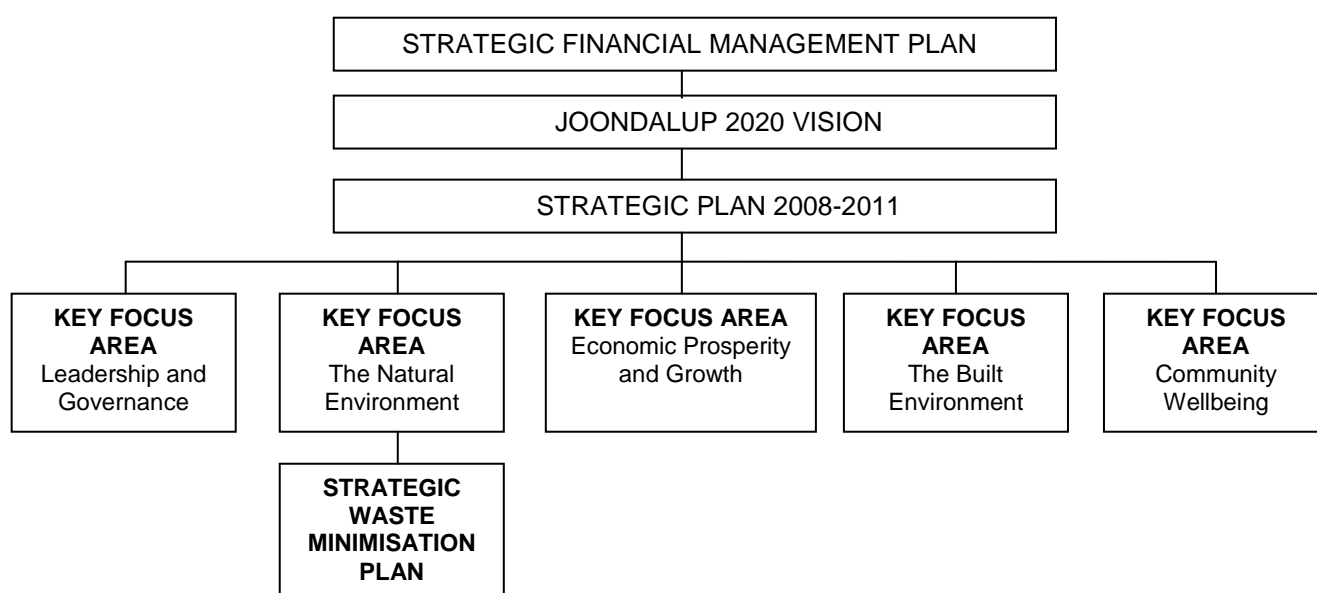 STRATEGIC FINANCIAL MANAGEMENT PLAN
JOONDALUP 2020 VISION
STRATEGIC PLAN 2008-2011
KEY FOCUS
AREA
Leadership and
Governance
KEY FOCUS
AREA
The Natural
Environment
KEY FOCUS AREA
Economic Prosperity
and Growth
KEY FOCUS
AREA
The Built
Environment
KEY FOCUS
AREA
Community
Wellbeing
STRATEGIC
WASTE
MINIMISATION
PLAN